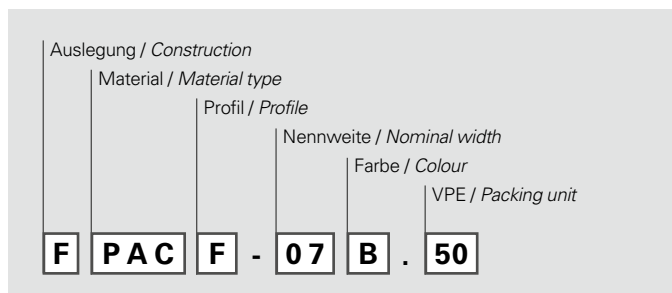 Auslegung / Construction
Material / Material type
Profil / Profile
Nennweite / Nominal width
Farbe / Colour
VPE / Packing unit
F PAC F - 07 B . 50